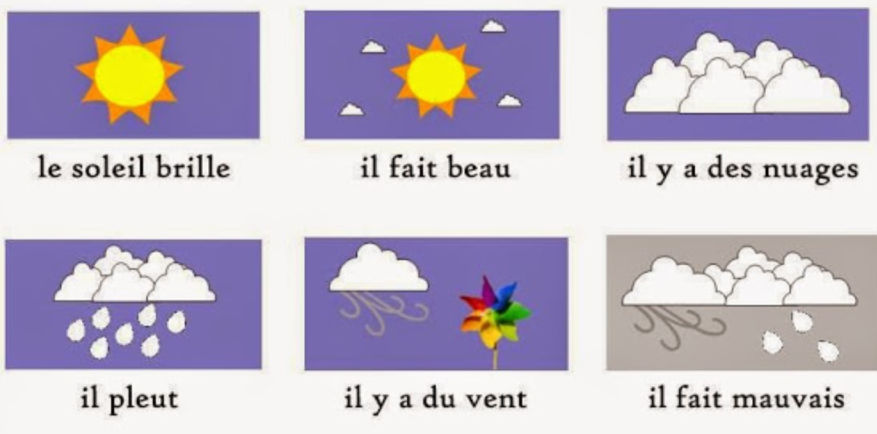 le soleil brille
il fait beau
il y a des nuages
il pleut
il y a du vent
il fait mauvais